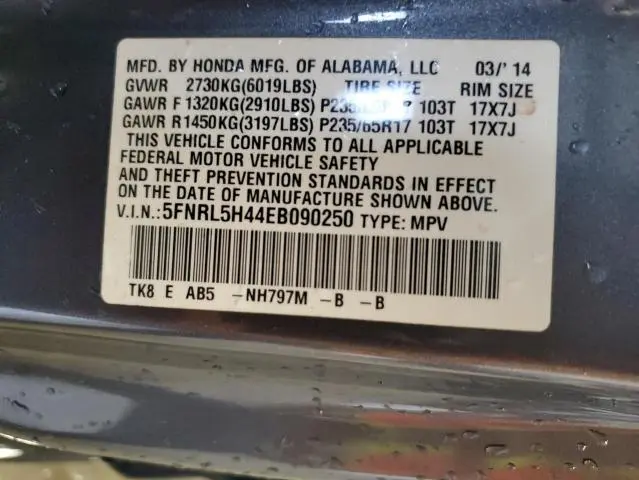 MFD. BY HONDA MFG. OF ALABAMA, LLC 03/'14
GVWR 2730KG(6019LBS) TIRE SIZE RIM SIZE
GAWR F 1320KG(2910LBS) 103T 17X7J
GAWR R1450KG(3197LBS) P235/65R17 103T 17X7J
THIS VEHICLE CONFORMS TO ALL APPLICABLE
FEDERAL MOTOR VEHICLE SAFETY
AND THEFT PREVENTION STANDARDS IN EFFECT
ON THE DATE OF MANUFACTURE SHOWN ABOVE.
V.I.N.:5FNRL5H44EB090250 TYPE: MPV
TK8 E AB5 -NH797M -B -B